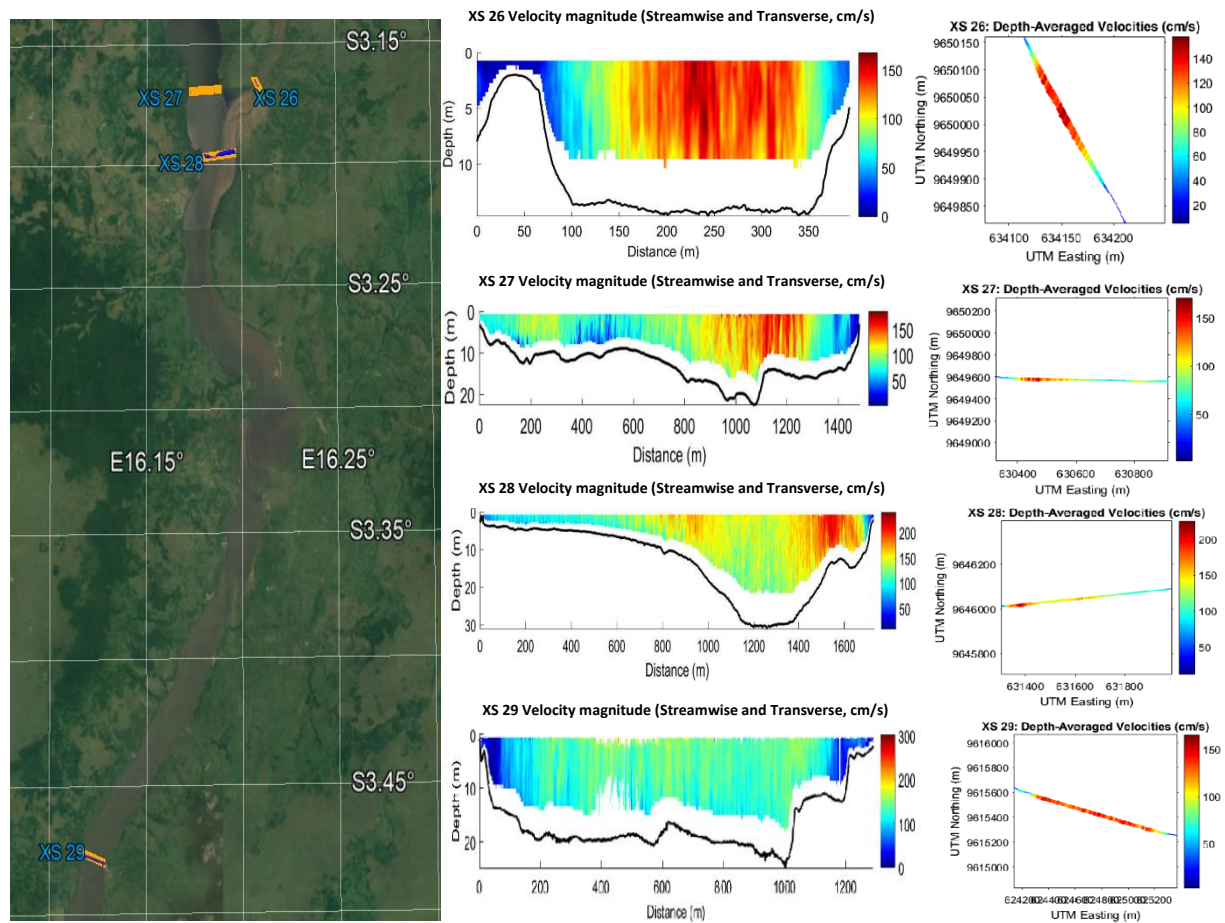 S3.15°
XS 27
XS 26
XS 28
S3.25°
E16.15°
E16.25°
S3.35°
S3.45°
XS 29
XS 26 Velocity magnitude (Streamwise and Transverse, cm/s)
Depth (m)
0
5
10
0 50 100 150 200 250 300 350
Distance (m)
150
100
50
0
XS 26: Depth-Averaged Velocities (cm/s)
UTM Northing (m)
9650150
9650100
9650050
9650000
9649950
9649900
9649850
634100 634150 634200
UTM Easting (m)
140
120
100
80
60
40
20
XS 27 Velocity magnitude (Streamwise and Transverse, cm/s)
Depth (m)
0
10
20
0 200 400 600 800 1000 1200 1400
Distance (m)
150
100
50
XS 27: Depth-Averaged Velocities (cm/s)
UTM Northing (m)
9650200
9650000
9649800
9649600
9649400
9649200
9649000
630400 630600 630800
UTM Easting (m)
150
100
50
XS 28 Velocity magnitude (Streamwise and Transverse, cm/s)
Depth (m)
0
10
20
30
0 200 400 600 800 1000 1200 1400 1600
Distance (m)
200
150
100
50
XS 28: Depth-Averaged Velocities (cm/s)
UTM Northing (m)
9646200
9646000
9645800
631400 631600 631800
UTM Easting (m)
200
150
100
50
XS 29 Velocity magnitude (Streamwise and Transverse, cm/s)
Depth (m)
0
10
20
0 200 400 600 800 1000 1200
Distance (m)
300
200
100
0
XS 29: Depth-Averaged Velocities (cm/s)
UTM Northing (m)
9616000
9615800
9615600
9615400
9615200
9615000
624200 624400 624600 624800 625000 625200
UTM Easting (m)
150
100
50